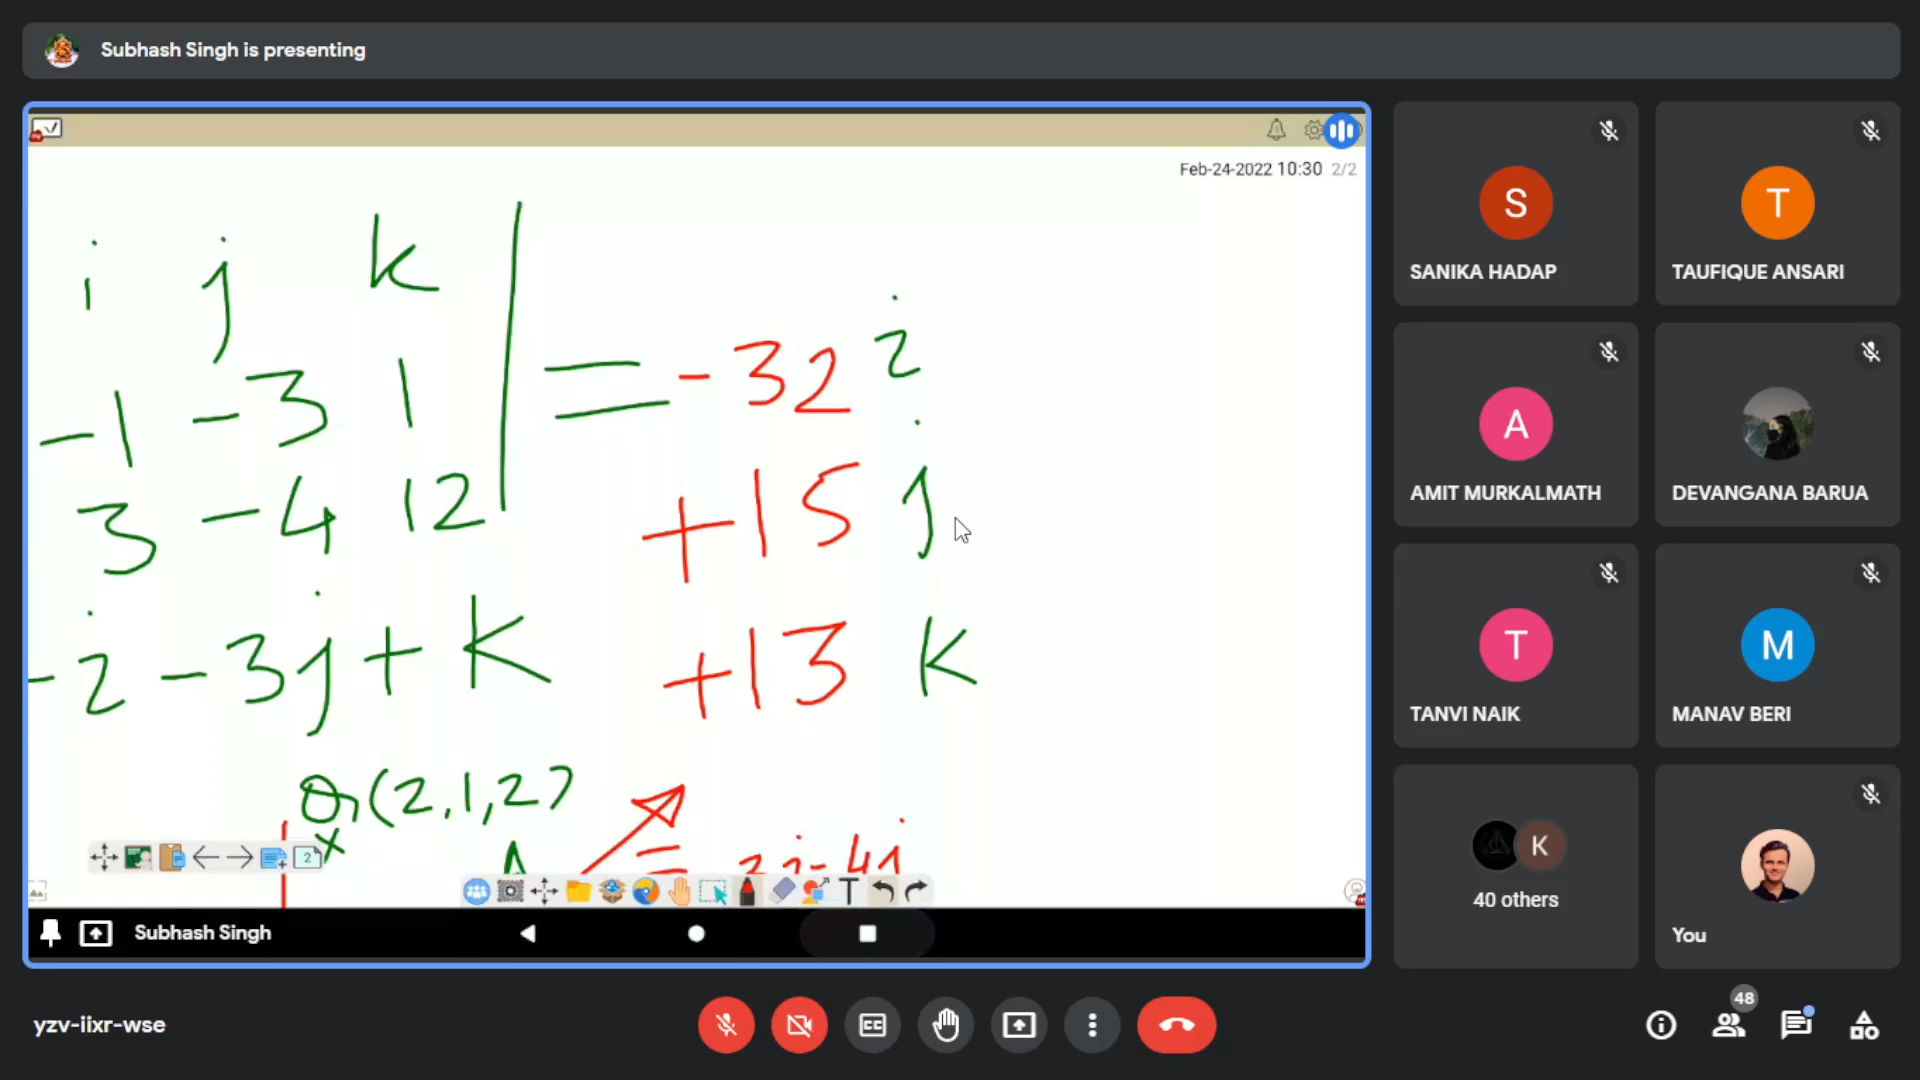 Subhash Singh is presenting
Feb-24-2022 10:30 2/2
i j k
-1 -3 1
3 -4 12
= -32 i
+15 j
+13 k
-i -3j + k
(2,1,2)
2
Subhash Singh
S
SANIKA HADAP
T
TAUFIQUE ANSARI
A
AMIT MURKALMATH
DEVANGANA BARUA
T
TANVI NAIK
M
MANAV BERI
K
40 others
You
yzv-iixr-wse
CC
48